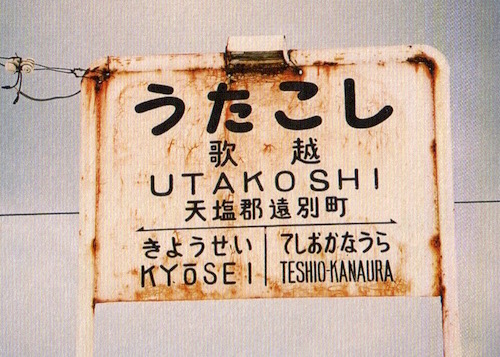 うたこし
歌越
UTAKOSHI
天塩郡遠別町
きようせい
KYōSEI
てしおかなうら
TESHIO-KANAURA